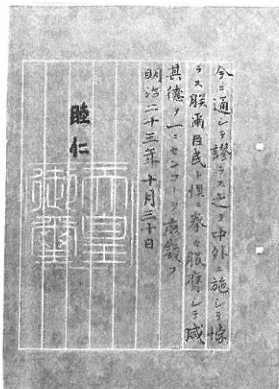 今ニ通シテ謬ラス之ヲ中外ニ施シテ悖
ラス朕爾臣民ト俱ニ拳々服膺シテ咸
其德ヲ一ニセンコヲ庶幾フ
明治二十三年十月三十日
睦仁
天皇
御璽